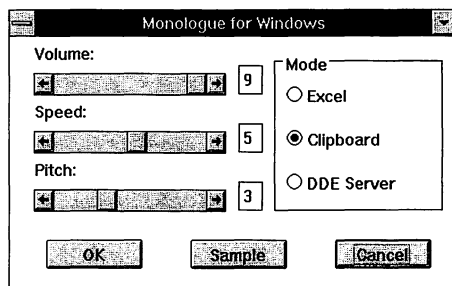 Monologue for Windows
Volume:
9
Speed:
5
Pitch:
3
Mode
Excel
Clipboard
DDE Server
OK
Sample
Cancel